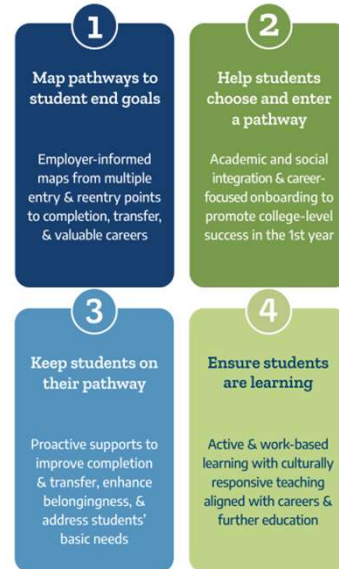 1
Map pathways to
student end goals
Employer-informed
maps from multiple
entry & reentry points
to completion, transfer,
& valuable careers
2
Help students
choose and enter
a pathway
Academic and social
integration & career-
focused onboarding to
promote college-level
success in the 1st year
3
Keep students on
their pathway
Proactive supports to
improve completion
& transfer, enhance
belongingness, &
address students'
basic needs
4
Ensure students
are learning
Active & work-based
learning with culturally
responsive teaching
aligned with careers &
further education